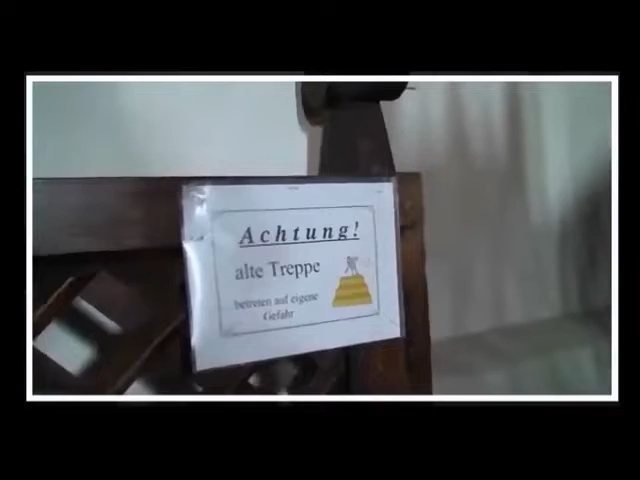 Achtung!
alte Treppe
betreten auf eigene
Gefahr